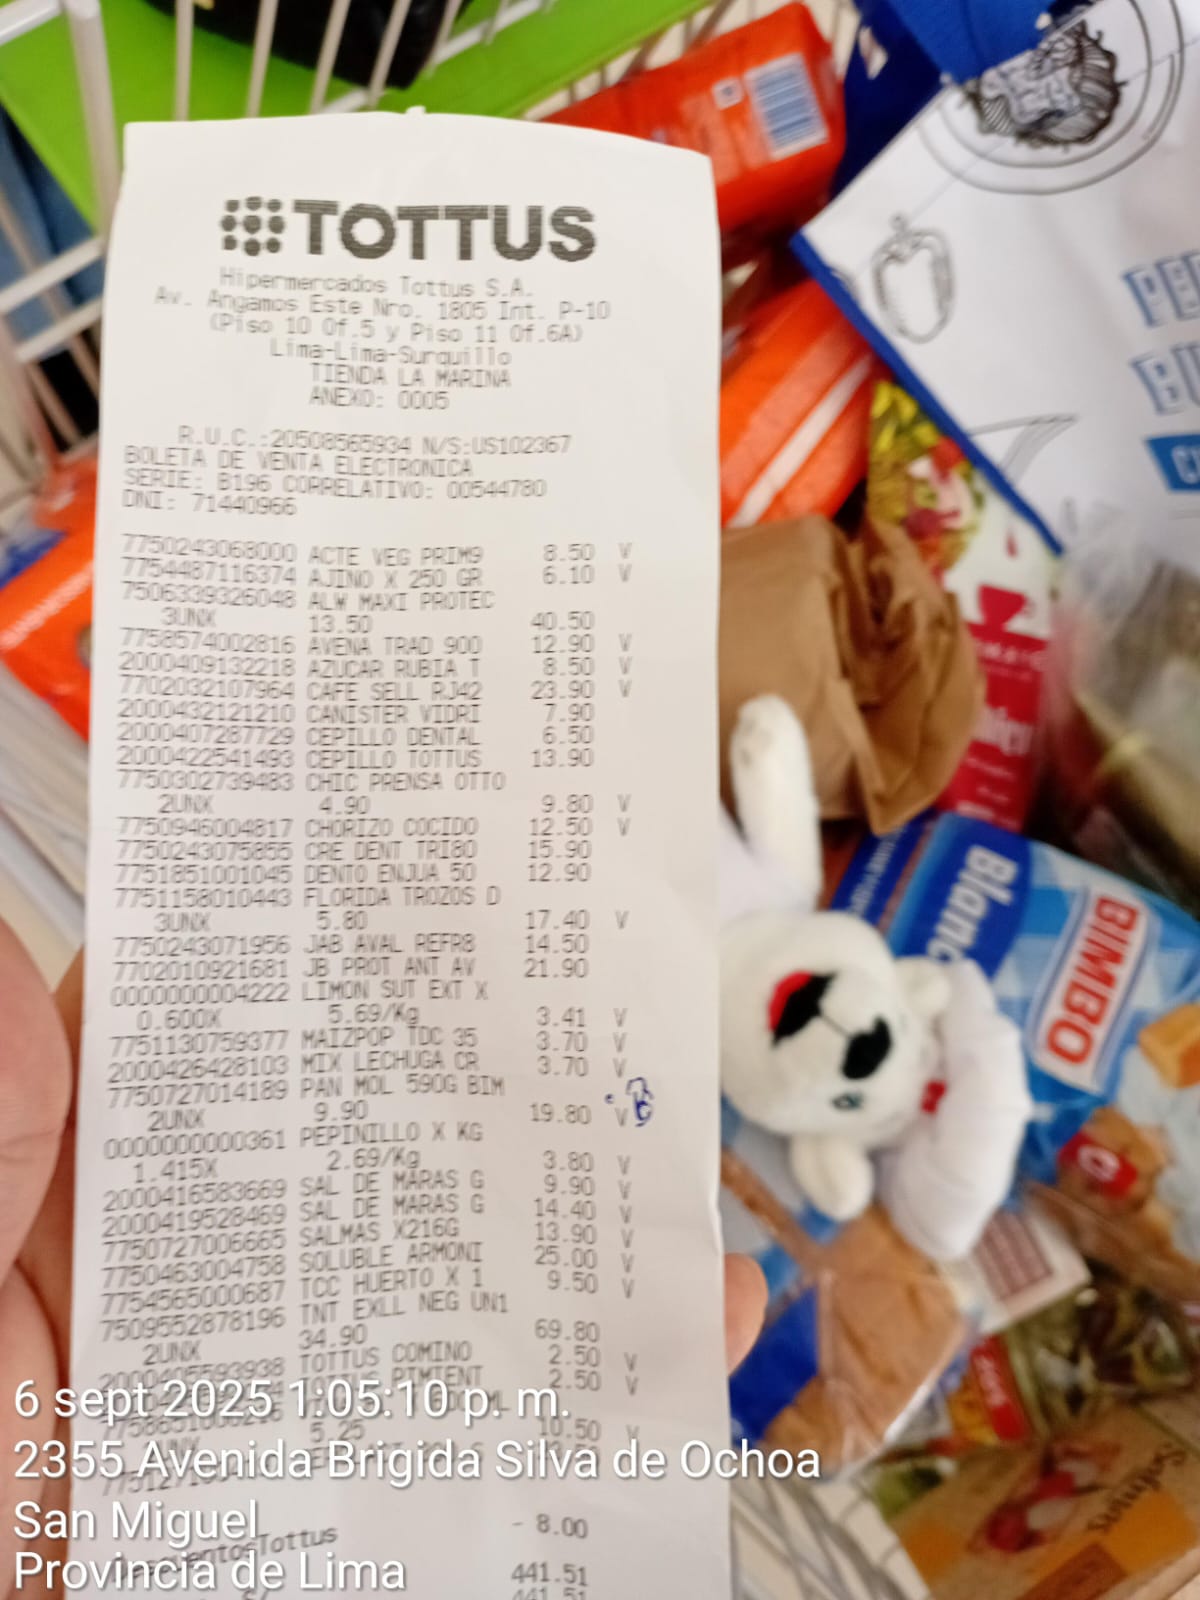 TOTTUS
Hipermercados Tottus S.A.
Av. Angamos Este Nro. 1805 Int. P-10
(Piso 10 Of.5 y Piso 11 Of.6A)
Lima-Lima-Surquillo
TIENDA LA MARINA
ANEXO: 0005
R.U.C.:20508565934 N/S:US102367
BOLETA DE VENTA ELECTRONICA
SERIE: B196 CORRELATIVO: 00544780
DNI: 71440966
7750243068000 ACTE VEG PRIM9 8.50 V
7754487116374 AJINO X 250 GR 6.10 V
7506339326048 ALW MAXI PROTEC
3UNX 13.50 40.50
7758574002816 AVENA TRAD 900 12.90 V
2000409132218 AZUCAR RUBIA T 8.50 V
7702032107964 CAFE SELL RJ42 23.90 V
2000432121210 CANISTER VIDRI 7.90
2000407287729 CEPILLO DENTAL 6.50
2000422541493 CEPILLO TOTTUS 13.90
7750302739483 CHIC PRENSA OTTO
2UNX 4.90 9.80 V
7750946004817 CHORIZO COCIDO 12.50 V
7750243075855 CRE DENT TRI80 15.90
7751851001045 DENTO ENJUA 50 12.90
7751158010443 FLORIDA TROZOS D
3UNX 5.80 17.40 V
7750243071956 JAB AVAL REFR8 14.50
7702010921681 JB PROT ANT AV 21.90
0000000004222 LIMON SUT EXT X
0.600X 5.69/Kg 3.41 V
7751130759377 MAIZPOP TDC 35 3.70 V
2000426428103 MIX LECHUGA CR 3.70 V
7750727014189 PAN MOL 590G BIM
2UNX 9.90 19.80 V
0000000000361 PEPINILLO X KG
1.415X 2.69/Kg 3.80 V
2000416583669 SAL DE MARAS G 9.90 V
2000419528469 SAL DE MARAS G 14.40 V
7750727006665 SALMAS X216G 13.90 V
7750463004758 SOLUBLE ARMONI 25.00 V
7754565000687 TCC HUERTO X 1 9.50 V
7509552878196 TNT EXLL NEG UN1
2UNX 34.90 69.80
TOTTUS COMINO 2.50 V
2.50 V
5.25 10.50 V
Tottus - 8.00
441.51
441.51
Blanc
BIMBO
6 sept 2025 1:05:10 p. m.
2355 Avenida Brigida Silva de Ochoa
San Miguel
Provincia de Lima